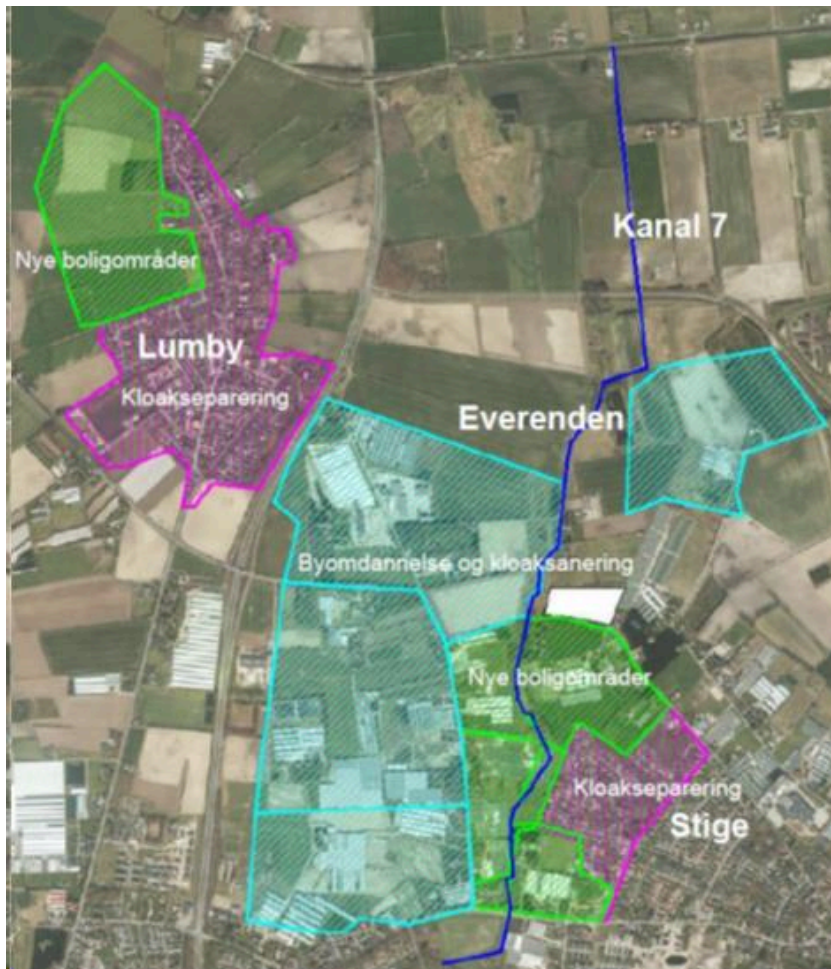 Kanal 7
Nye boligområder
Lumby
Kloakseparering
Everenden
Byomdannelse og kloaksanering
Nye boligområder
Kloakseparering
Stige